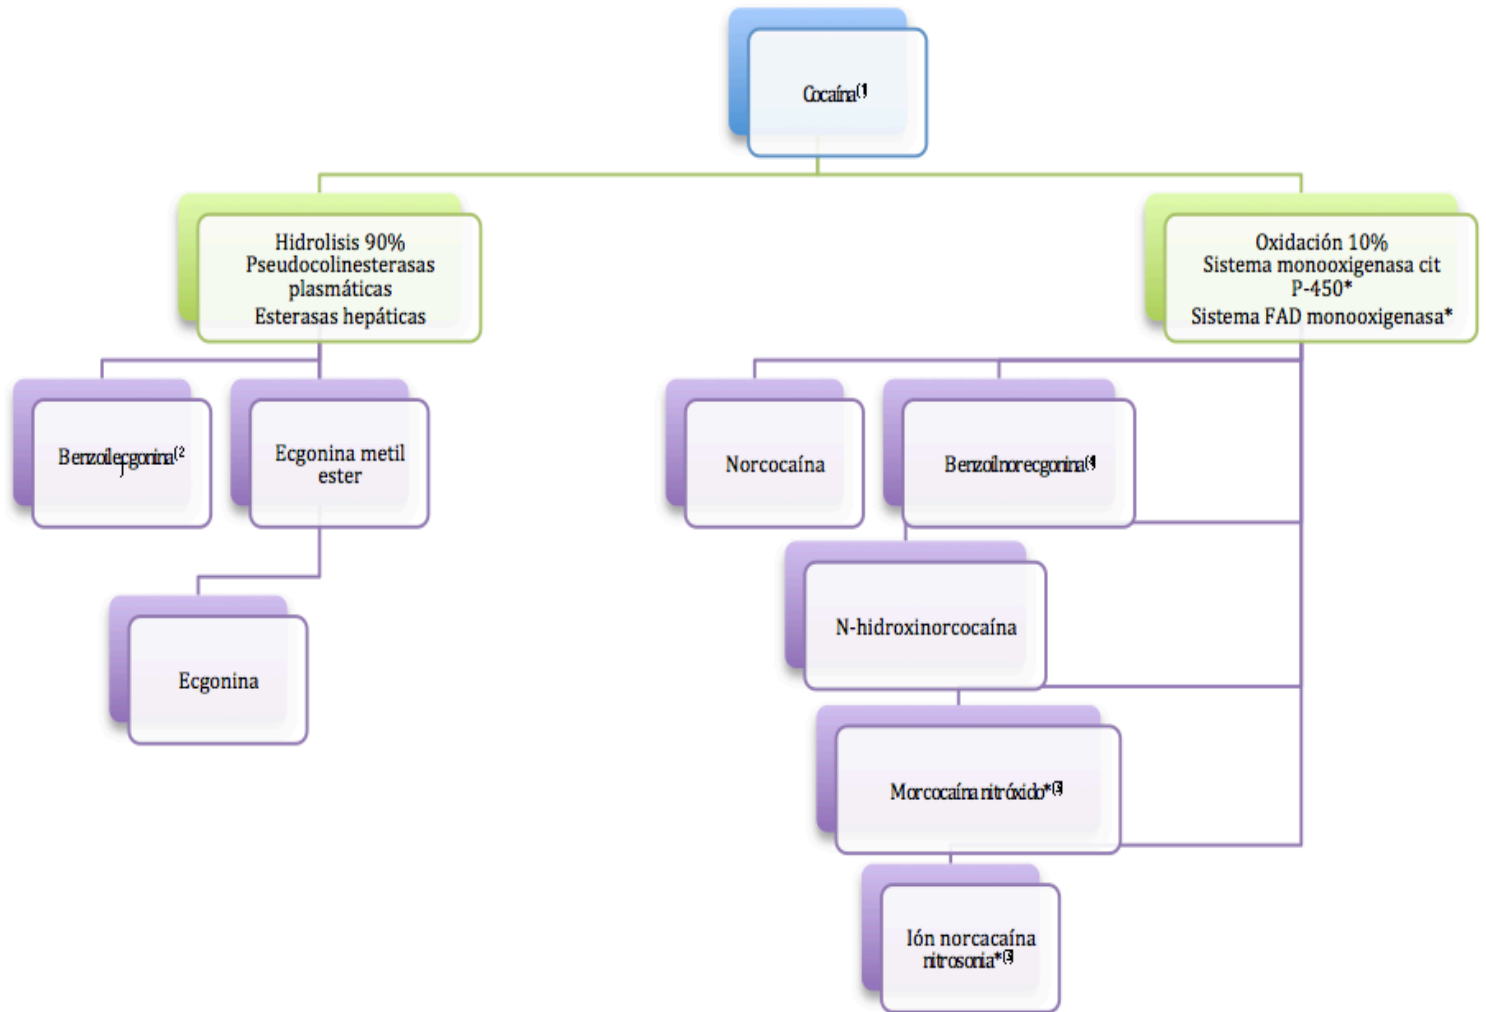 Cocaína(1)
Hidrolisis 90%
Pseudocolinesterasas
plasmáticas
Esterasas hepáticas
Oxidación 10%
Sistema monooxigenasa cit
P-450*
Sistema FAD monooxigenasa*
Benzoilecgonina(2)
Ecgonina metil
ester
Norcocaína
Benzoilnorecgonina(4)
Ecgonina
N-hidroxinorcocaína
Morcocaína nitróxido*(3)
Ión norcacaína
nitrosonia*(3)